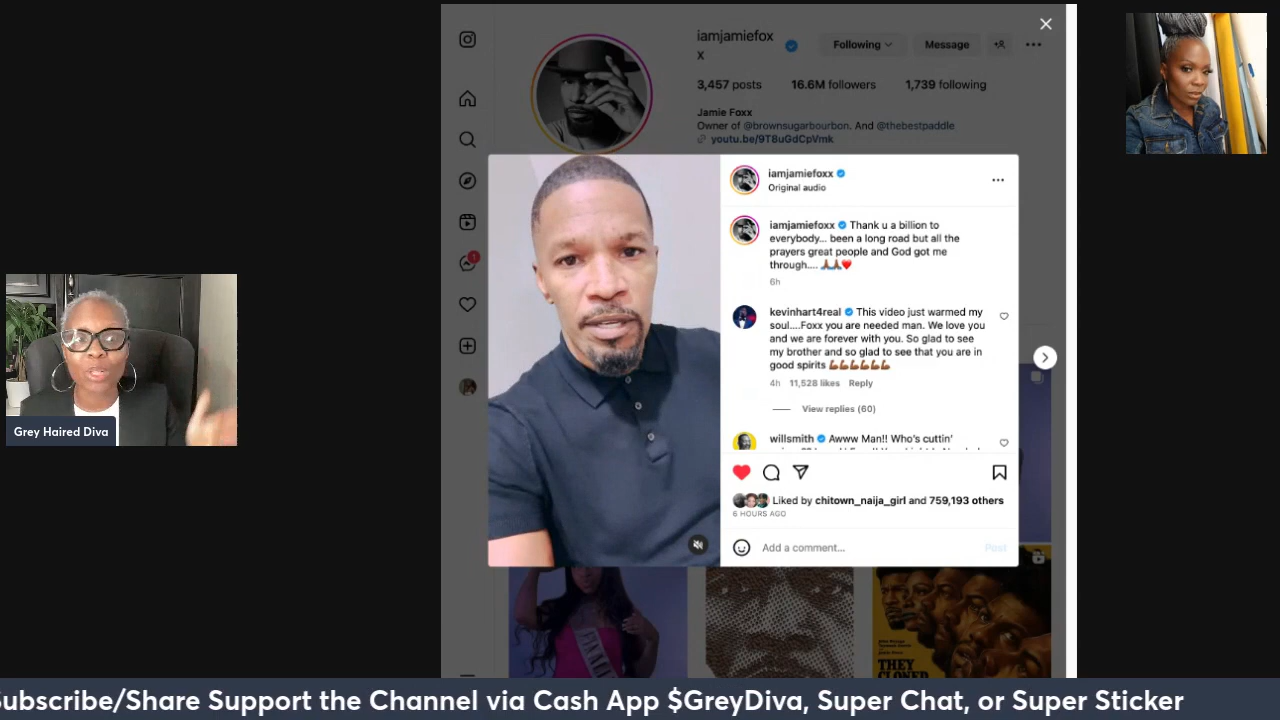 iamjamiefox
x
Following
Message
3,457 posts
16.6M followers
1,739 following
Jamie Foxx
Owner of @brownsugarbourbon. And @thebestpaddle
youtu.be/9T8uGdCpVmk
iamjamiefoxx
Original audio
iamjamiefoxx Thank u a billion to
everybody... been a long road but all the
prayers great people and God got me
through.... 🙏🏾🙏🏾❤️
6h
kevinhart4real This video just warmed my
soul....Foxx you are needed man. We love you
and we are forever with you. So glad to see
my brother and so glad to see that you are in
good spirits 💪🏾💪🏾💪🏾💪🏾💪🏾💪🏾
4h 11,528 likes Reply
View replies (60)
willsmith Awww Man!! Who's cuttin'
Liked by chitown_naija_girl and 759,193 others
6 HOURS AGO
Add a comment...
Post
1
Grey Haired Diva
THEY
CLONED
Subscribe/Share Support the Channel via Cash App $GreyDiva, Super Chat, or Super Sticker